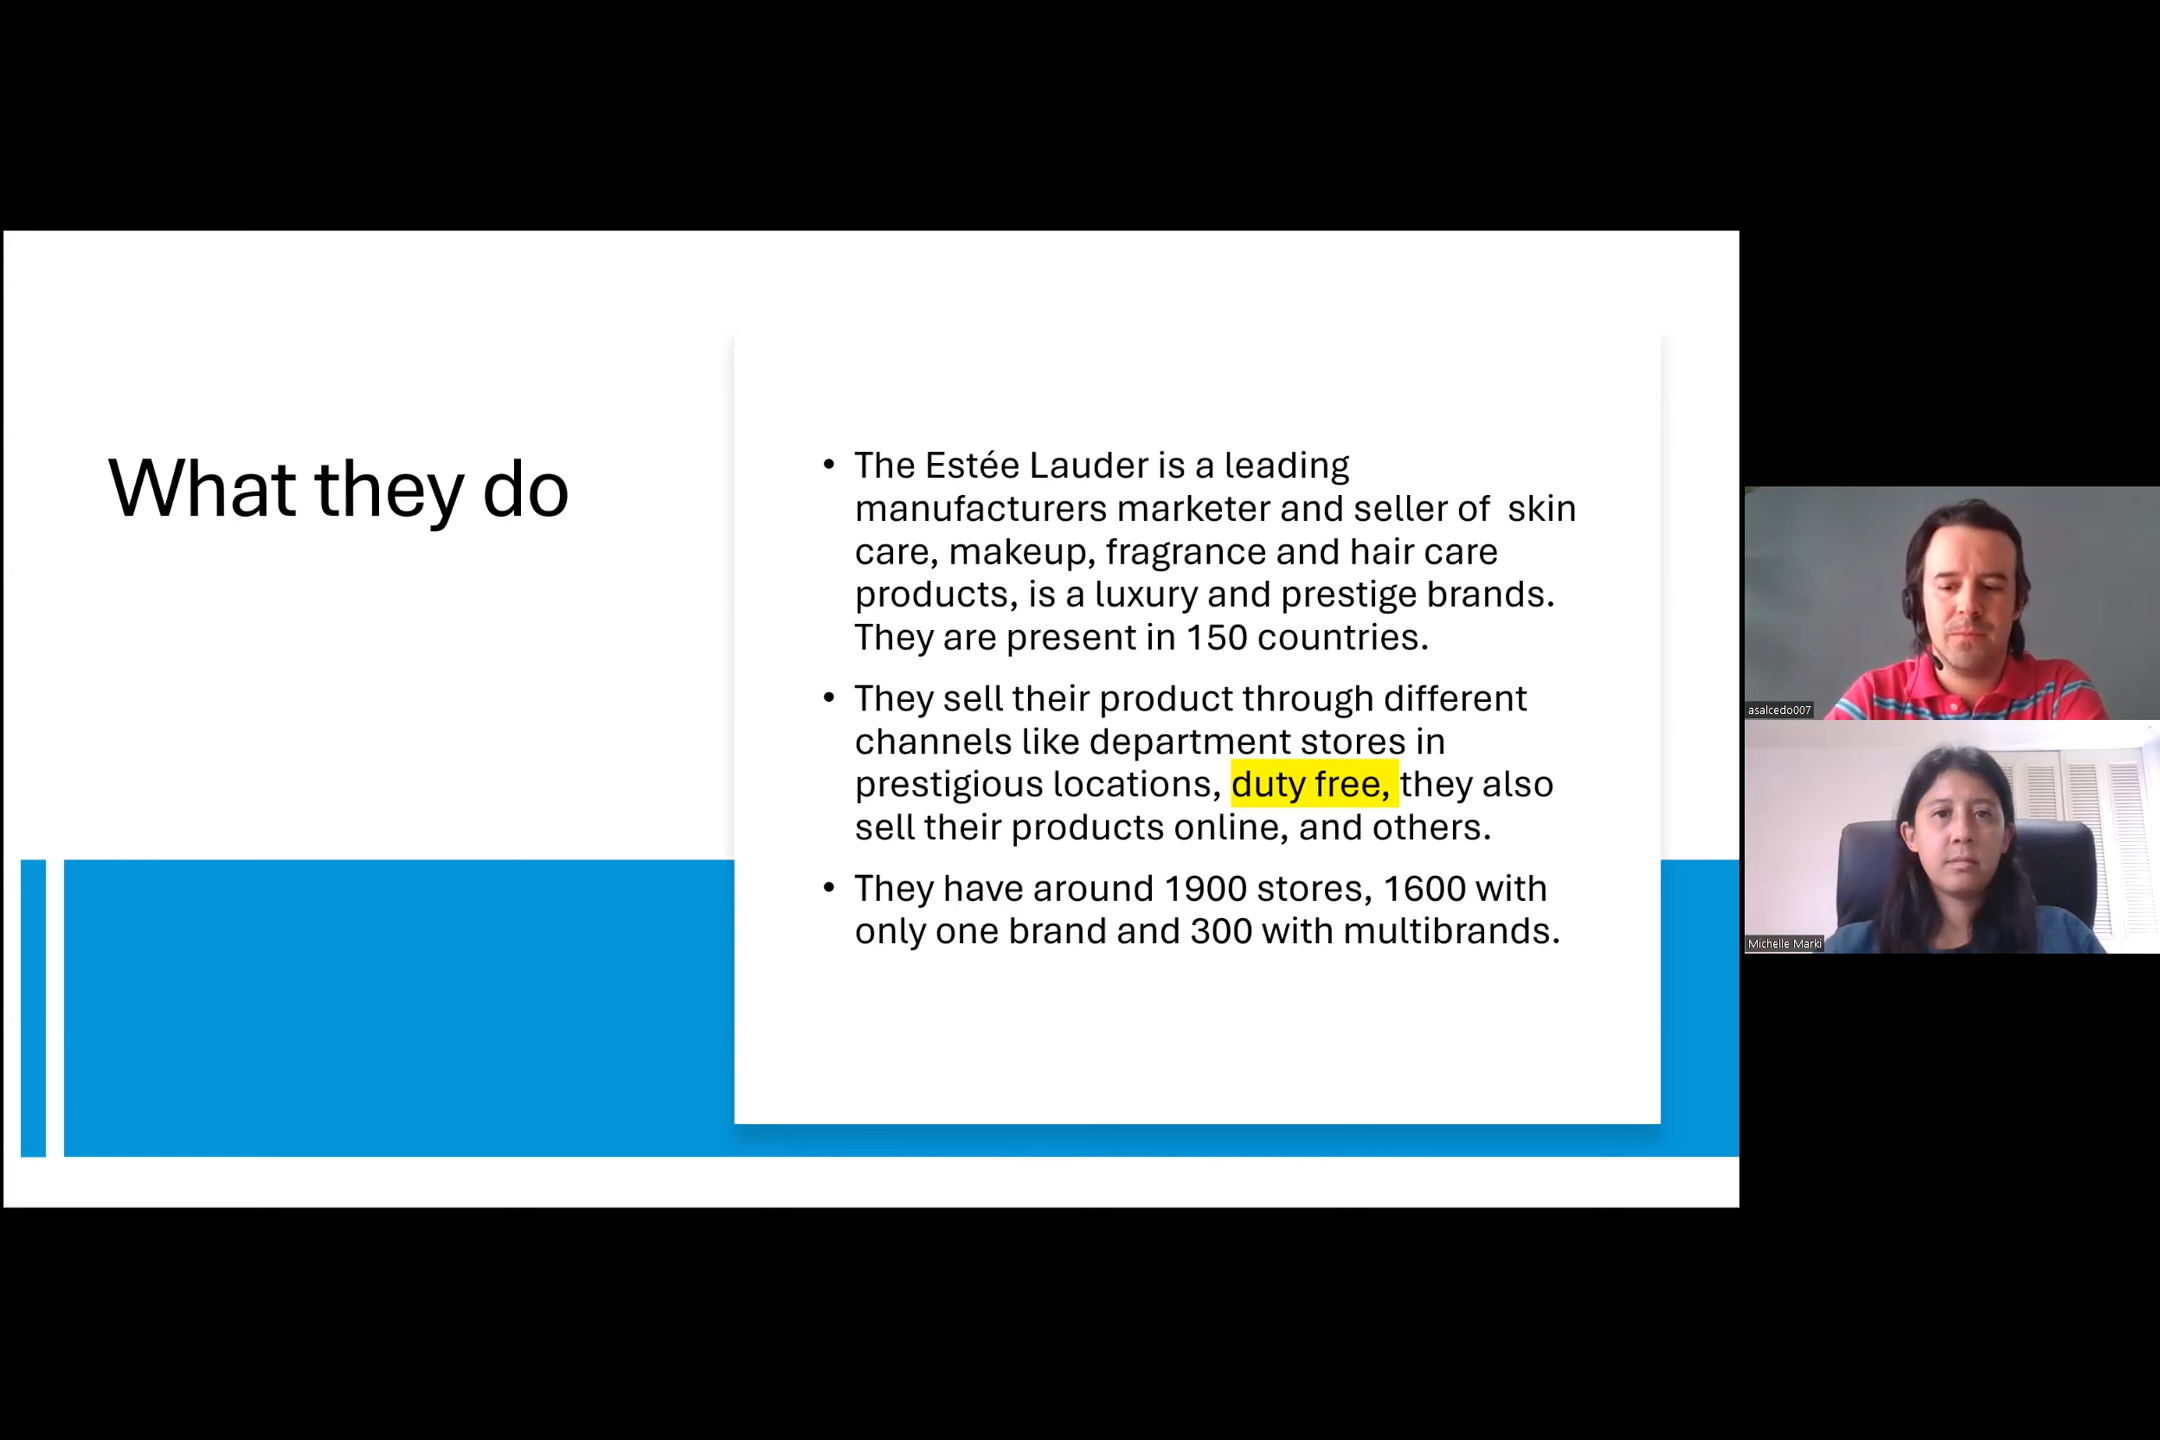 What they do
• The Estée Lauder is a leading
manufacturers marketer and seller of  skin
care, makeup, fragrance and hair care
products, is a luxury and prestige brands.
They are present in 150 countries.
• They sell their product through different
channels like department stores in
prestigious locations, duty free, they also
sell their products online, and others.
• They have around 1900 stores, 1600 with
only one brand and 300 with multibrands.
asalcedo007
Michelle Marki